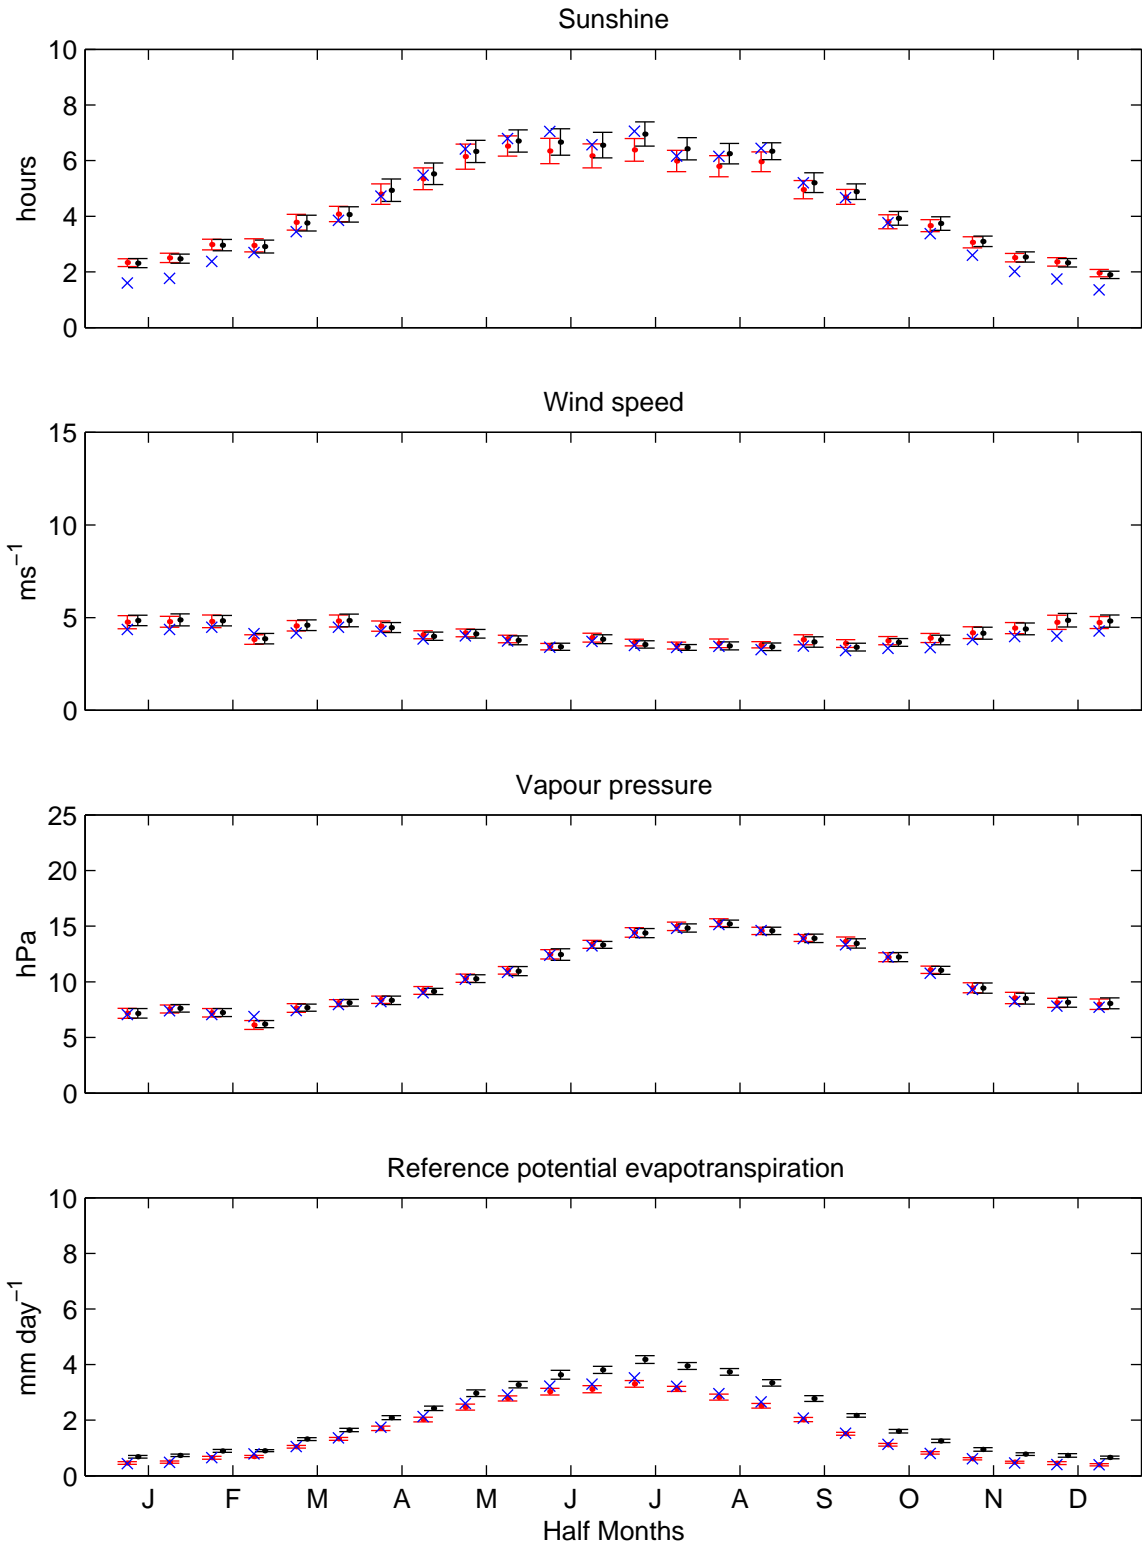 Sunshine
10
8
6
4
2
0
hours
Wind speed
15
10
5
0
ms⁻¹
Vapour pressure
25
20
15
10
5
0
hPa
Reference potential evapotranspiration
10
8
6
4
2
0
mm day⁻¹
J F M A M J J A S O N D
Half Months